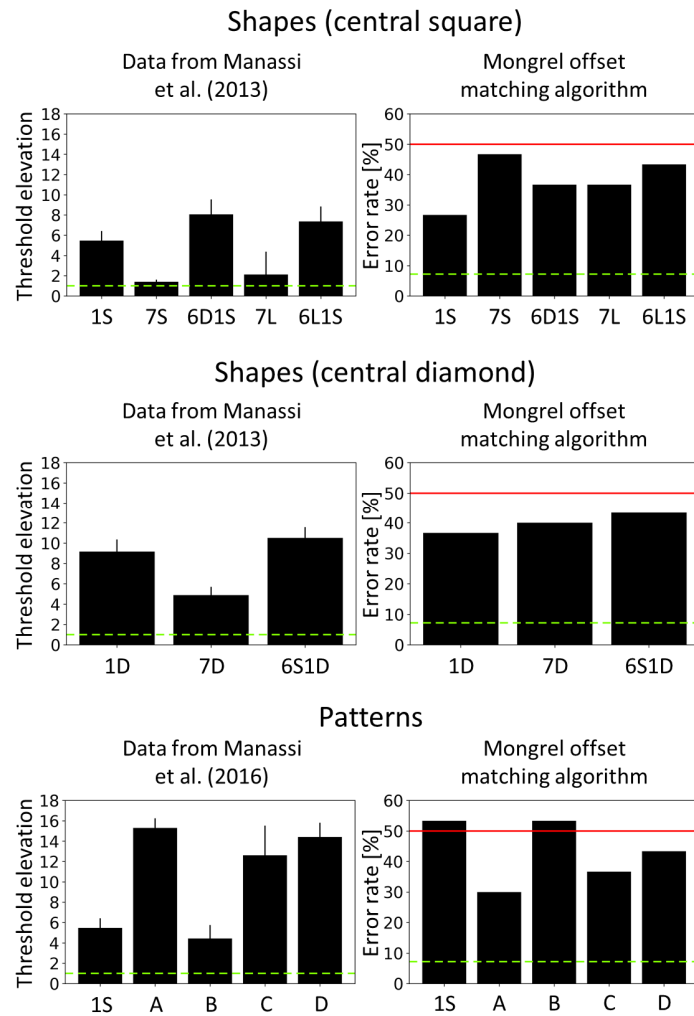 Shapes (central square)
Data from Manassi
et al. (2013)
Threshold elevation
18
16
14
12
10
8
6
4
2
0
1S 7S 6D1S 7L 6L1S
Mongrel offset
matching algorithm
Error rate [%]
60
50
40
30
20
10
0
1S 7S 6D1S 7L 6L1S
Shapes (central diamond)
Data from Manassi
et al. (2013)
Threshold elevation
18
16
14
12
10
8
6
4
2
0
1D 7D 6S1D
Mongrel offset
matching algorithm
Error rate [%]
60
50
40
30
20
10
0
1D 7D 6S1D
Patterns
Data from Manassi
et al. (2016)
Threshold elevation
18
16
14
12
10
8
6
4
2
0
1S A B C D
Mongrel offset
matching algorithm
Error rate [%]
60
50
40
30
20
10
0
1S A B C D